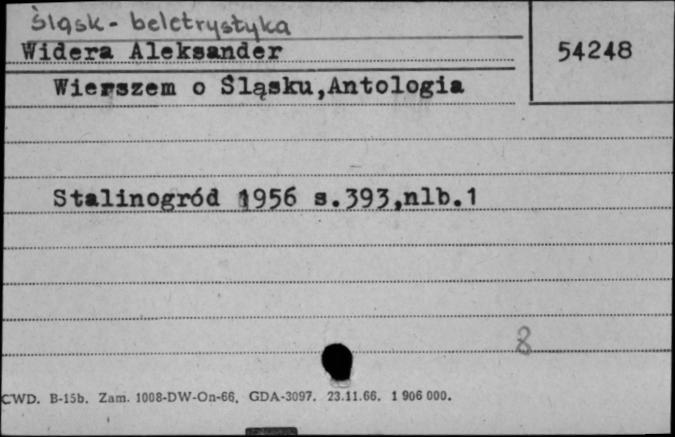 Śląsk - beletrystyka
Widera Aleksander
54248
Wierszem o Śląsku,Antologia
Stalinogród 1956 s.393,nlb.1
8
CWD. B-15b. Zam. 1008-DW-On-66. GDA-3097. 23.11.66. 1 906 000.